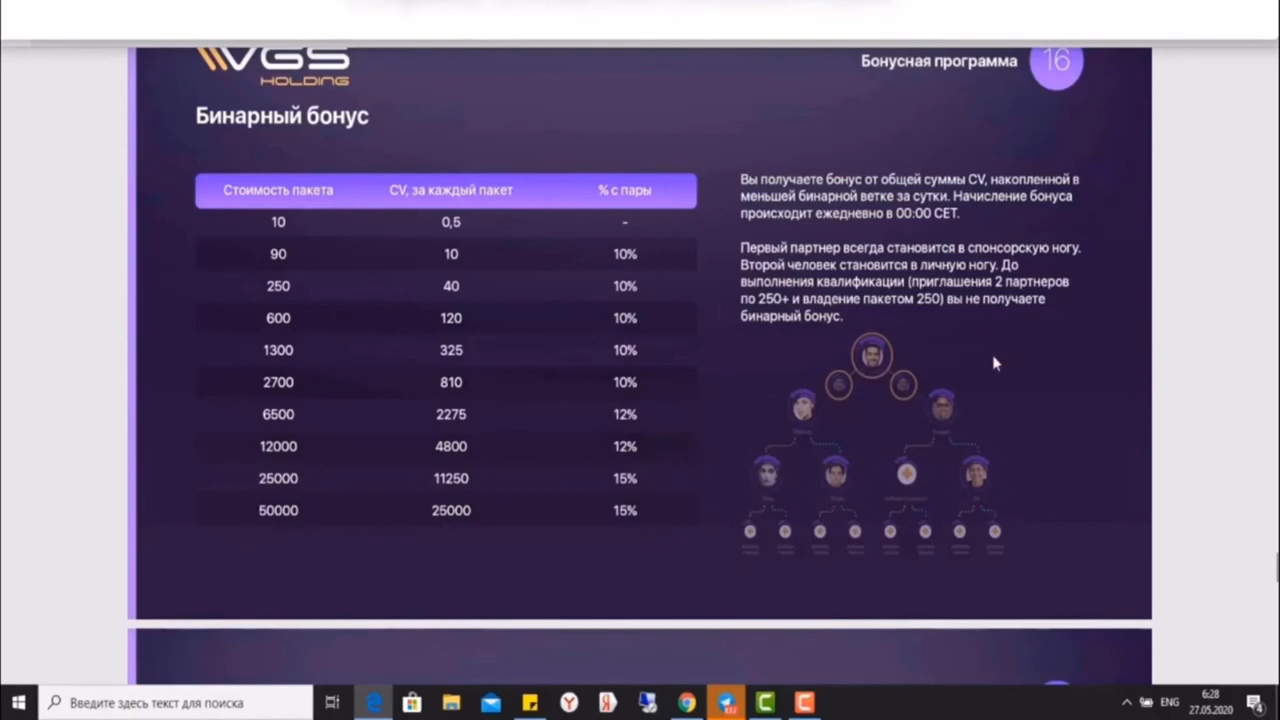 VGS
HOLDING
Бонусная программа
16
Бинарный бонус
Стоимость пакета CV, за каждый пакет % с пары
10 0,5 -
90 10 10%
250 40 10%
600 120 10%
1300 325 10%
2700 810 10%
6500 2275 12%
12000 4800 12%
25000 11250 15%
50000 25000 15%
Вы получаете бонус от общей суммы CV, накопленной в
меньшей бинарной ветке за сутки. Начисление бонуса
происходит ежедневно в 00:00 CET.
Первый партнер всегда становится в спонсорскую ногу.
Второй человек становится в личную ногу. До
выполнения квалификации (приглашения 2 партнеров
по 250+ и владение пакетом 250) вы не получаете
бинарный бонус.
Введите здесь текст для поиска
ENG
6:28
27.05.2020